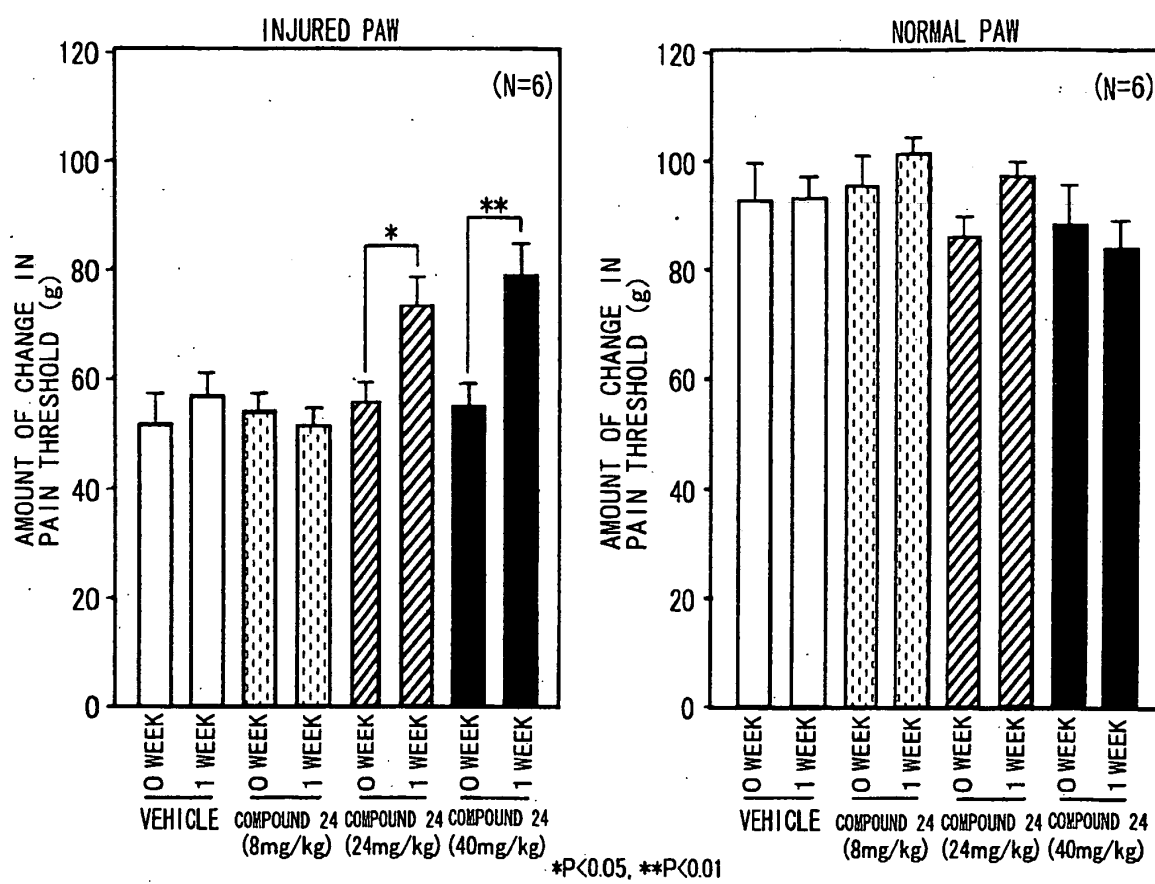 INJURED PAW
120
100
80
60
40
20
0
(N=6)
*
**
AMOUNT OF CHANGE IN
PAIN THRESHOLD (g)
0 WEEK
1 WEEK
0 WEEK
1 WEEK
0 WEEK
1 WEEK
0 WEEK
1 WEEK
VEHICLE
COMPOUND 24
(8mg/kg)
COMPOUND 24
(24mg/kg)
COMPOUND 24
(40mg/kg)
NORMAL PAW
120
100
80
60
40
20
0
(N=6)
AMOUNT OF CHANGE IN
PAIN THRESHOLD (g)
0 WEEK
1 WEEK
0 WEEK
1 WEEK
0 WEEK
1 WEEK
0 WEEK
1 WEEK
VEHICLE
COMPOUND 24
(8mg/kg)
COMPOUND 24
(24mg/kg)
COMPOUND 24
(40mg/kg)
*P<0.05, **P<0.01